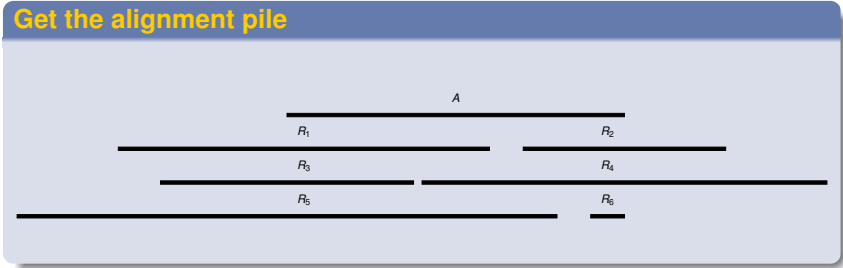 Get the alignment pile
A
R₁ R₂
R₃ R₄
R₅ R₆